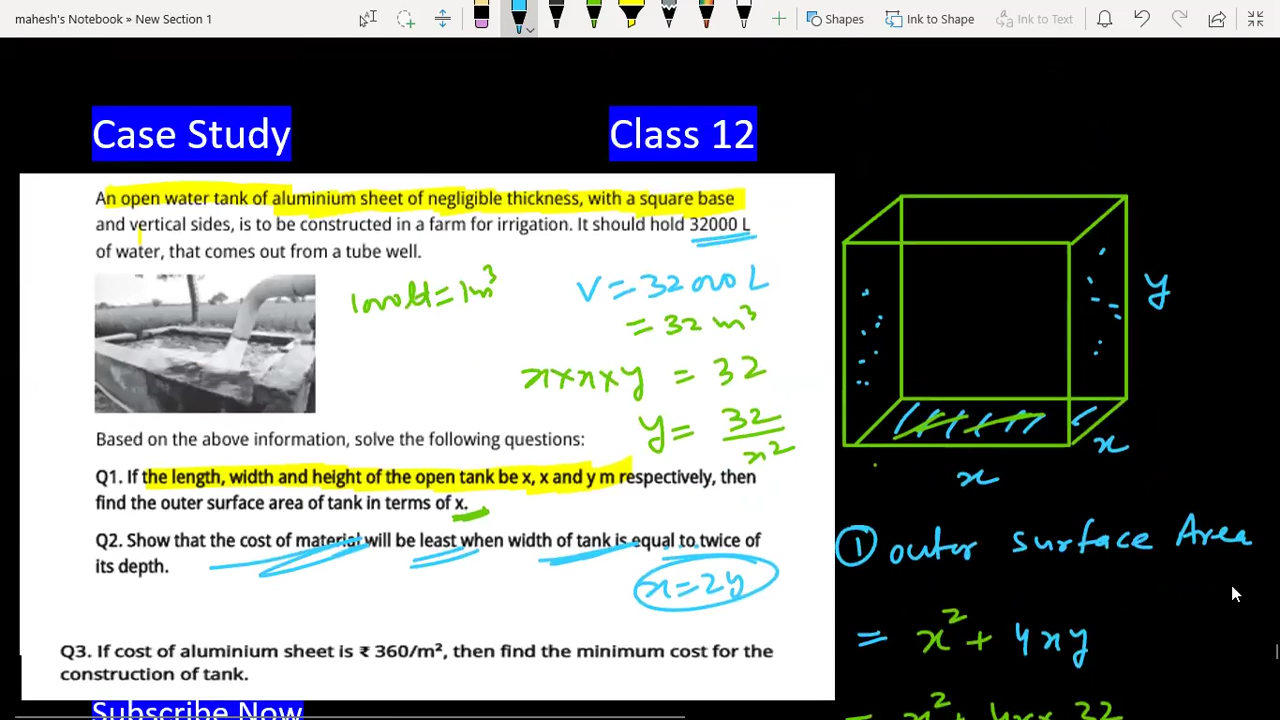 mahesh's Notebook » New Section 1
Shapes
Ink to Shape
Ink to Text
Case Study
Class 12
An open water tank of aluminium sheet of negligible thickness, with a square base
and vertical sides, is to be constructed in a farm for irrigation. It should hold 32000 L
of water, that comes out from a tube well.
1000 lt = 1m³
V = 32000 L
= 32 m³
x×x×y = 32
y = 32/x²
Based on the above information, solve the following questions:
Q1. If the length, width and height of the open tank be x, x and y m respectively, then
find the outer surface area of tank in terms of x.
Q2. Show that the cost of material will be least when width of tank is equal to twice of
its depth.
x=2y
Q3. If cost of aluminium sheet is ₹ 360/m², then find the minimum cost for the
construction of tank.
Subscribe Now
y
x
x
① outer surface Area
= x² + 4xy
= x² + 4x × 32